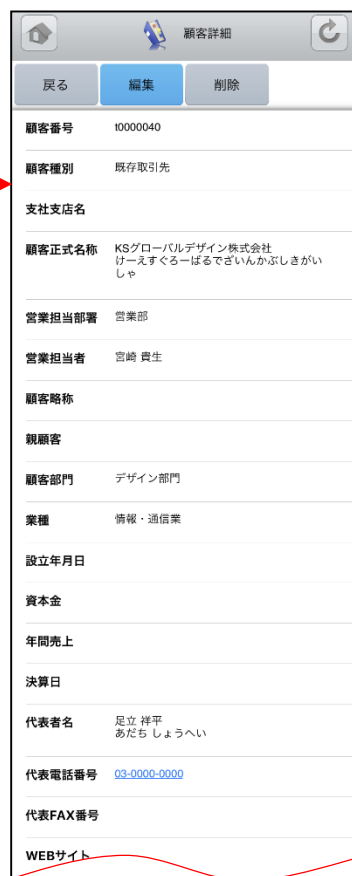 顧客詳細
戻る 編集 削除
顧客番号 t0000040
顧客種別 既存取引先
支社支店名
顧客正式名称 KSグローバルデザイン株式会社
けーえすぐろーばるでざいんかぶしきがい
しゃ
営業担当部署 営業部
営業担当者 宮崎 貴生
顧客略称
親顧客
顧客部門 デザイン部門
業種 情報・通信業
設立年月日
資本金
年間売上
決算日
代表者名 足立 祥平
あだち しょうへい
代表電話番号 03-0000-0000
代表FAX番号
WEBサイト